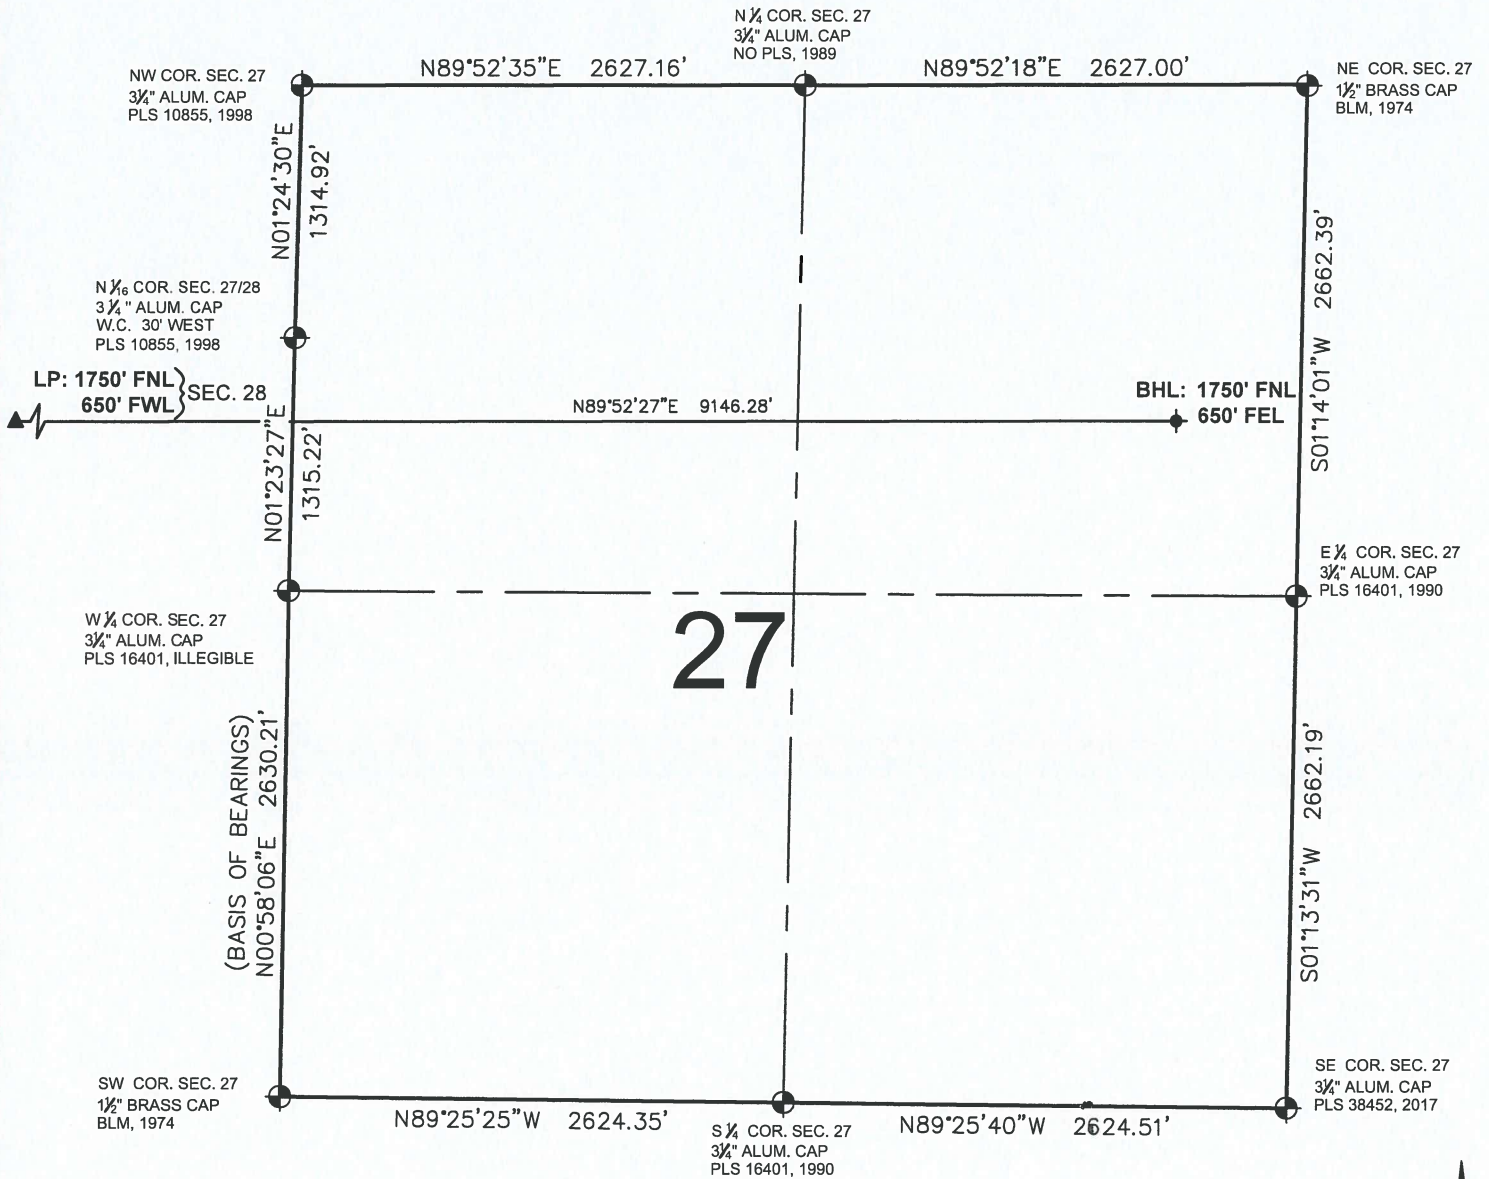 N ¼ COR. SEC. 27
3¼" ALUM. CAP
NO PLS, 1989
NW COR. SEC. 27
3¼" ALUM. CAP
PLS 10855, 1998
N89°52'35"E 2627.16'
N89°52'18"E 2627.00'
NE COR. SEC. 27
1½" BRASS CAP
BLM, 1974
N01°24'30"E
1314.92'
S01°14'01"W 2662.39'
N 1/16 COR. SEC. 27/28
3¼" ALUM. CAP
W.C. 30' WEST
PLS 10855, 1998
LP: 1750' FNL
650' FWL
SEC. 28
N89°52'27"E 9146.28'
BHL: 1750' FNL
650' FEL
N01°23'27"E
1315.22'
E ¼ COR. SEC. 27
3¼" ALUM. CAP
PLS 16401, 1990
W ¼ COR. SEC. 27
3¼" ALUM. CAP
PLS 16401, ILLEGIBLE
27
(BASIS OF BEARINGS)
N00°58'06"E 2630.21'
S01°13'31"W 2662.19'
SW COR. SEC. 27
1½" BRASS CAP
BLM, 1974
N89°25'25"W 2624.35'
S ¼ COR. SEC. 27
3¼" ALUM. CAP
PLS 16401, 1990
N89°25'40"W 2624.51'
SE COR. SEC. 27
3¼" ALUM. CAP
PLS 38452, 2017